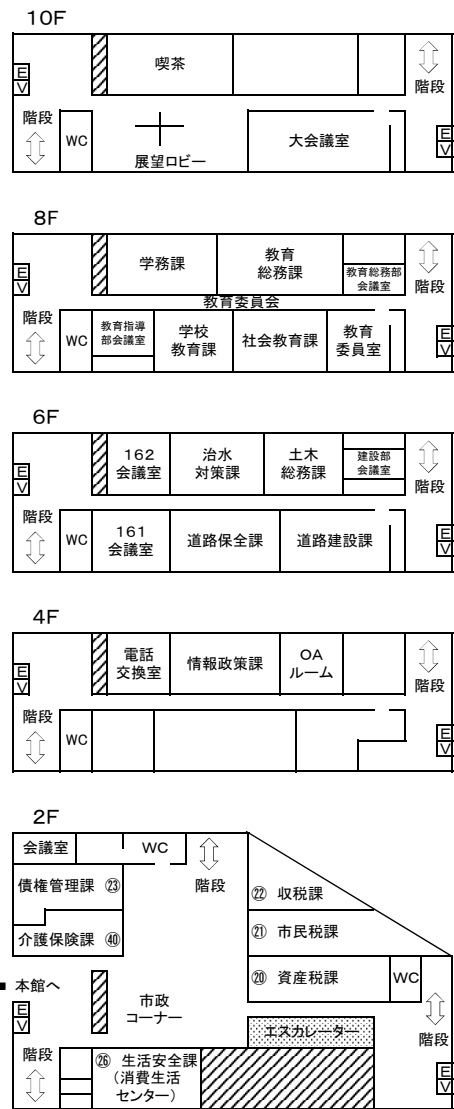 10F
喫茶
EV
階段
階段
WC
展望ロビー
大会議室
EV
8F
学務課
教育
総務課
教育総務部
会議室
階段
EV
教育委員会
階段
WC
教育指導
部会議室
学校
教育課
社会教育課
教育
委員室
EV
6F
162
会議室
治水
対策課
土木
総務課
建設部
会議室
階段
EV
階段
WC
161
会議室
道路保全課
道路建設課
EV
4F
電話
交換室
情報政策課
OA
ルーム
階段
EV
階段
WC
EV
2F
会議室
WC
階段
債権管理課 ㉓
㉒ 収税課
介護保険課 ㊵
㉑ 市民税課
⑳ 資産税課
WC
本館へ
市政
コーナー
EV
エスカレーター
階段
階段
㉖ 生活安全課
(消費生活
センター)
EV